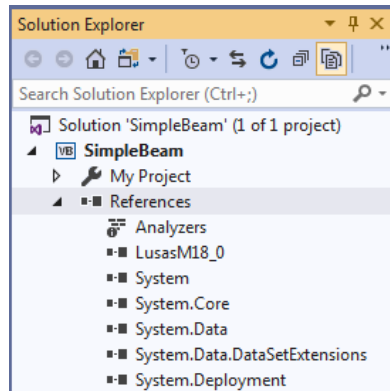 Solution Explorer
Search Solution Explorer (Ctrl+;)
Solution 'SimpleBeam' (1 of 1 project)
VB SimpleBeam
My Project
References
Analyzers
LusasM18_0
System
System.Core
System.Data
System.Data.DataSetExtensions
System.Deployment